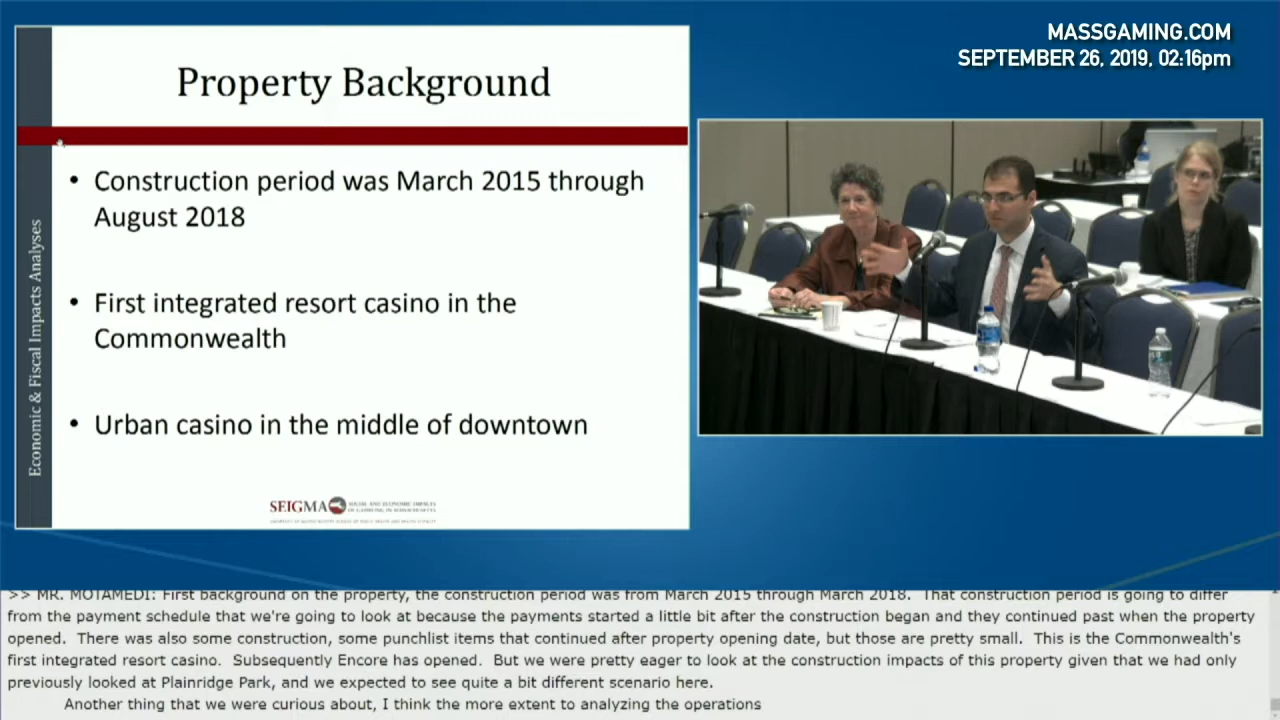 MASSGAMING.COM
SEPTEMBER 26, 2019, 02:16pm
Property Background
Economic & Fiscal Impacts Analyses
• Construction period was March 2015 through
August 2018
• First integrated resort casino in the
Commonwealth
• Urban casino in the middle of downtown
SEIGMA
SOCIAL AND ECONOMIC IMPACTS
OF GAMBLING IN MASSACHUSETTS
>> MR. MOTAMEDI: First background on the property, the construction period was from March 2015 through March 2018. That construction period is going to differ
from the payment schedule that we're going to look at because the payments started a little bit after the construction began and they continued past when the property
opened. There was also some construction, some punchlist items that continued after property opening date, but those are pretty small. This is the Commonwealth's
first integrated resort casino. Subsequently Encore has opened. But we were pretty eager to look at the construction impacts of this property given that we had only
previously looked at Plainridge Park, and we expected to see quite a bit different scenario here.
Another thing that we were curious about, I think the more extent to analyzing the operations